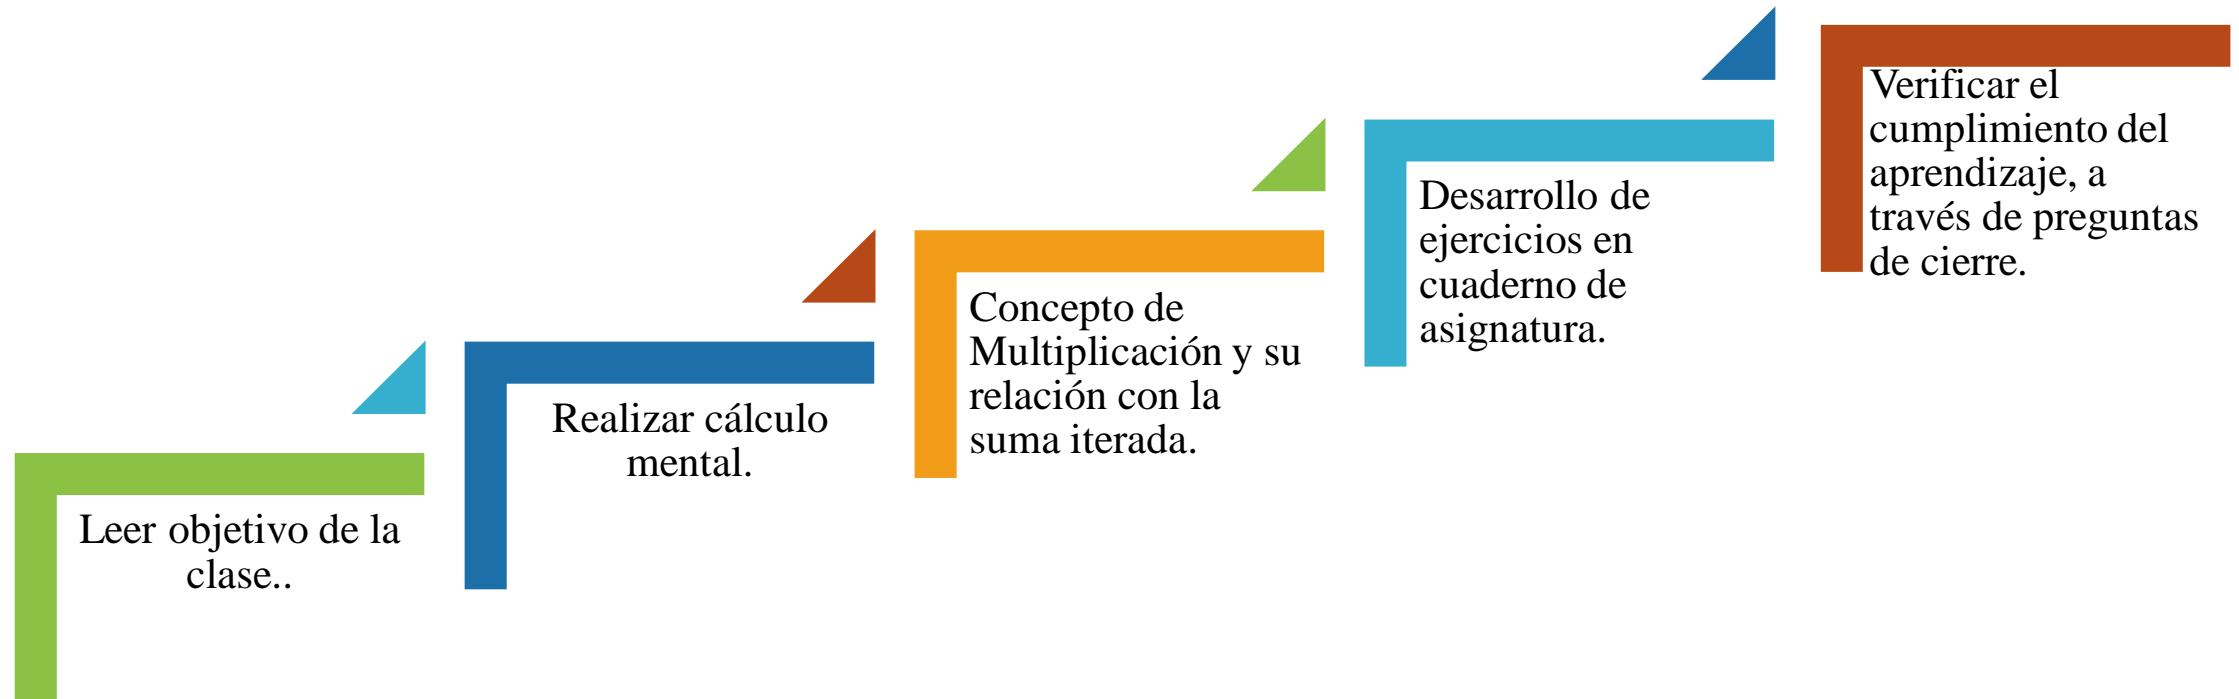 Leer objetivo de la
clase..
Realizar cálculo
mental.
Concepto de
Multiplicación y su
relación con la
suma iterada.
Desarrollo de
ejercicios en
cuaderno de
asignatura.
Verificar el
cumplimiento del
aprendizaje, a
través de preguntas
de cierre.